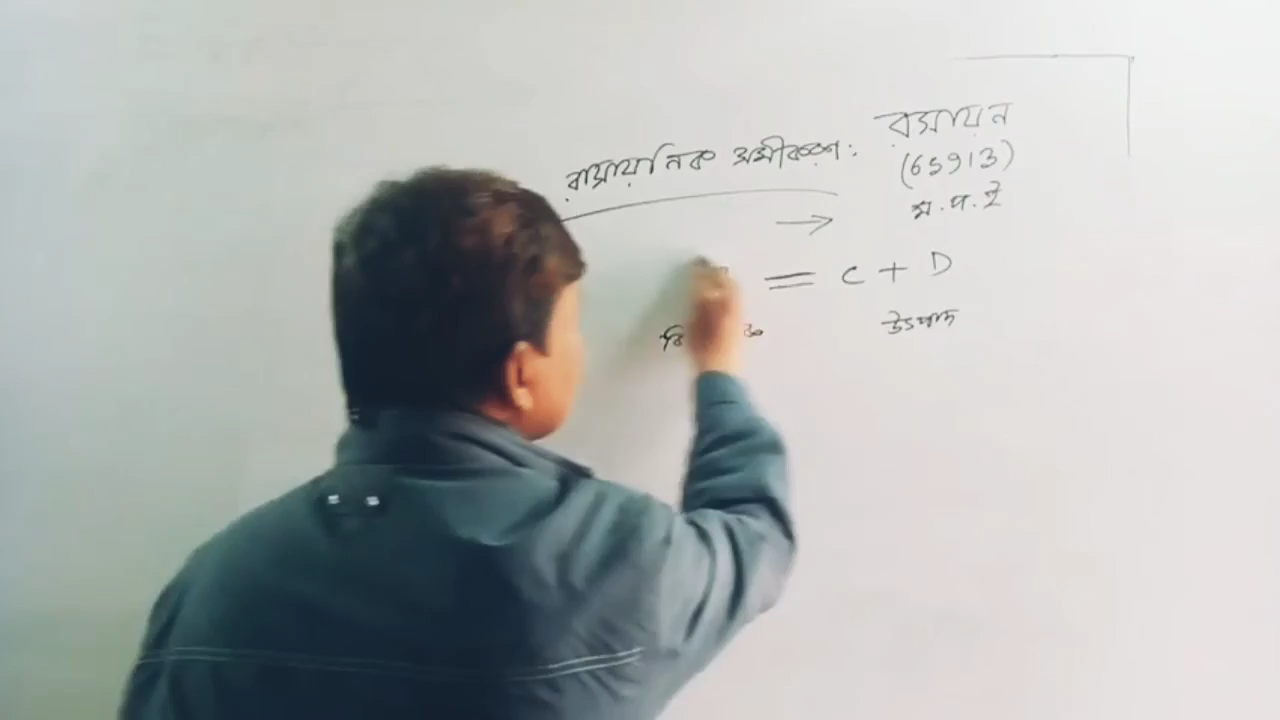 রসায়ন
রাসায়নিক সমীকরণ:
(65913)
ম.প.ই
→
= C + D
উৎপাদ